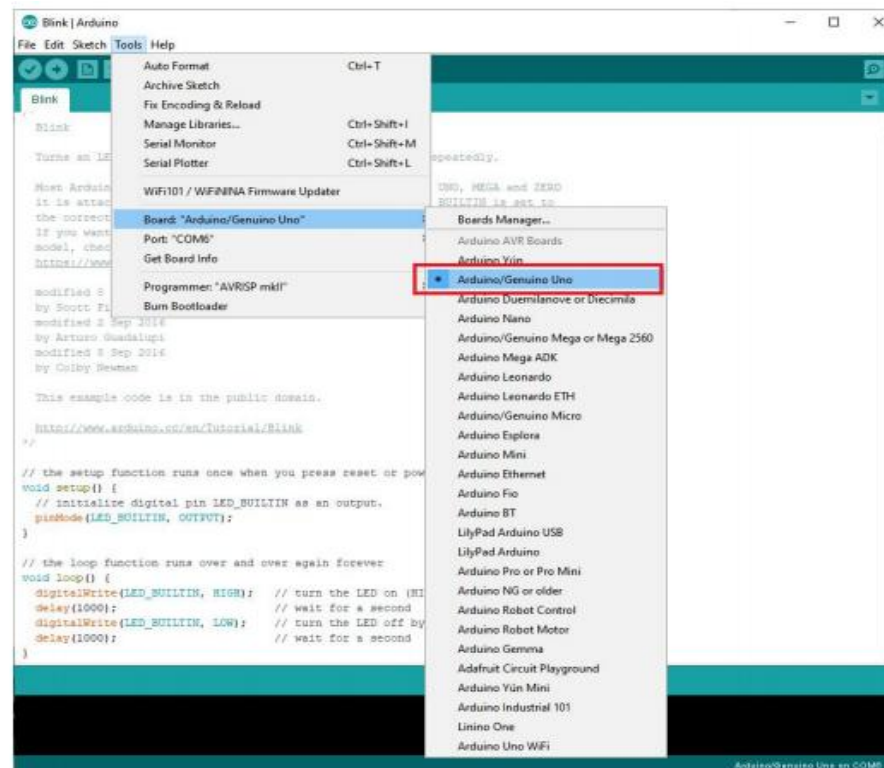 Blink | Arduino
File Edit Sketch Tools Help
Blink
Auto Format Ctrl+T
Archive Sketch
Fix Encoding & Reload
Manage Libraries... Ctrl+Shift+I
Serial Monitor Ctrl+Shift+M
Serial Plotter Ctrl+Shift+L
WiFi101 / WiFiNINA Firmware Updater
Board: "Arduino/Genuino Uno"
Port: "COM6"
Get Board Info
Programmer: "AVRISP mkII"
Burn Bootloader
Boards Manager...
Arduino AVR Boards
Arduino Yún
Arduino/Genuino Uno
Arduino Duemilanove or Diecimila
Arduino Nano
Arduino/Genuino Mega or Mega 2560
Arduino Mega ADK
Arduino Leonardo
Arduino Leonardo ETH
Arduino/Genuino Micro
Arduino Esplora
Arduino Mini
Arduino Ethernet
Arduino Fio
Arduino BT
LilyPad Arduino USB
LilyPad Arduino
Arduino Pro or Pro Mini
Arduino NG or older
Arduino Robot Control
Arduino Robot Motor
Arduino Gemma
Adafruit Circuit Playground
Arduino Yún Mini
Arduino Industrial 101
Linino One
Arduino Uno WiFi
Blink
Turns an
Most
UNO, MEGA and ZERO
it is
is set to
the correct
If you want
model,
modified
by Scott
modified 2 Sep 2016
by Arturo Guadalupi
modified 8 Sep 2016
by Colby Newman
This example code is in the public domain.
http://www.arduino.cc/en/Tutorial/Blink
*/
// the setup function runs once when you press reset or
void setup() {
// initialize digital pin LED_BUILTIN as an output.
pinMode(LED_BUILTIN, OUTPUT);
}
// the loop function runs over and over again forever
void loop() {
digitalWrite(LED_BUILTIN, HIGH); // turn the LED on
delay(1000); // wait for a second
digitalWrite(LED_BUILTIN, LOW); // turn the LED off by
delay(1000); // wait for a second
}
Arduino/Genuino Uno on COM6